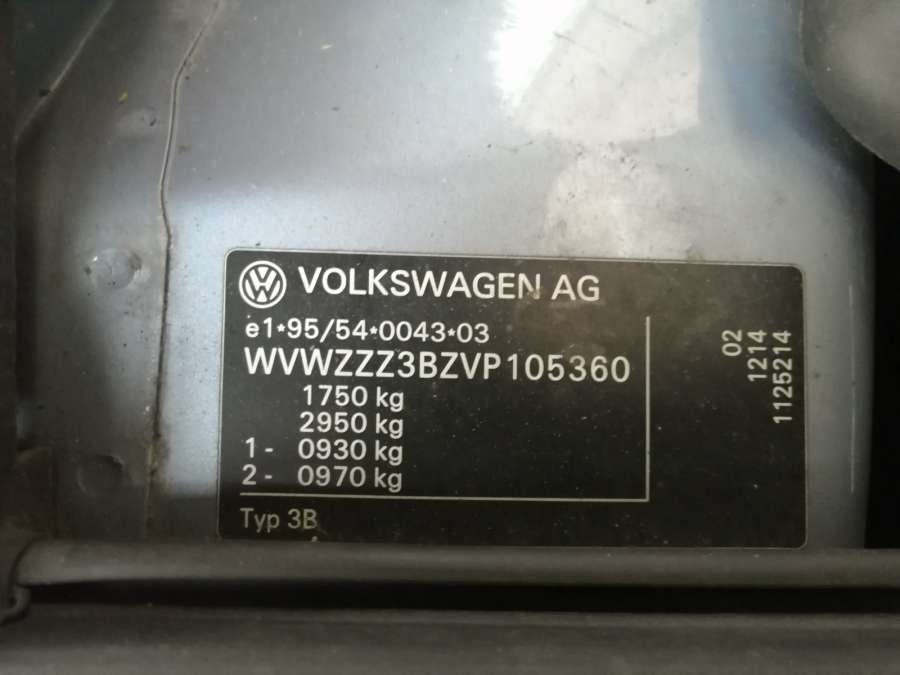 VOLKSWAGEN AG
e1*95/54*0043*03
WVWZZZ3BZVP105360
1750 kg
2950 kg
1- 0930 kg
2- 0970 kg
Typ 3B
02
1214
1125214